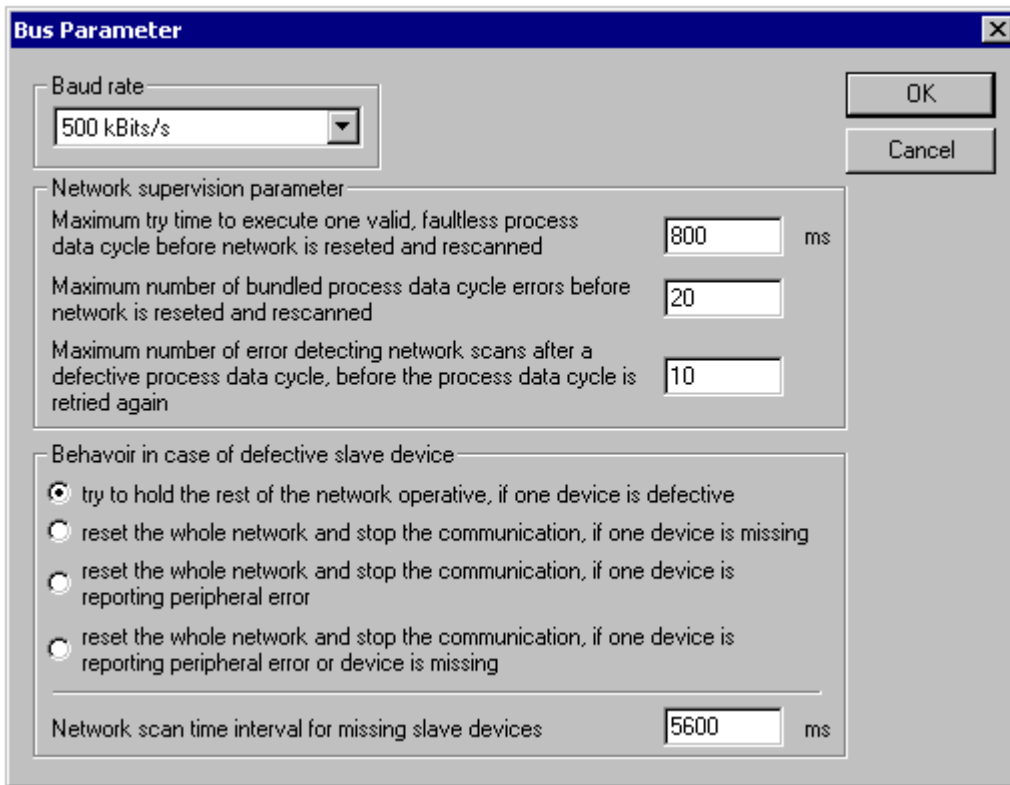 Bus Parameter
Baud rate
500 kBits/s
OK
Cancel
Network supervision parameter
Maximum try time to execute one valid, faultless process
data cycle before network is reseted and rescanned
800 ms
Maximum number of bundled process data cycle errors before
network is reseted and rescanned
20
Maximum number of error detecting network scans after a
defective process data cycle, before the process data cycle is
retried again
10
Behavoir in case of defective slave device
try to hold the rest of the network operative, if one device is defective
reset the whole network and stop the communication, if one device is missing
reset the whole network and stop the communication, if one device is
reporting peripheral error
reset the whole network and stop the communication, if one device is
reporting peripheral error or device is missing
Network scan time interval for missing slave devices 5600 ms